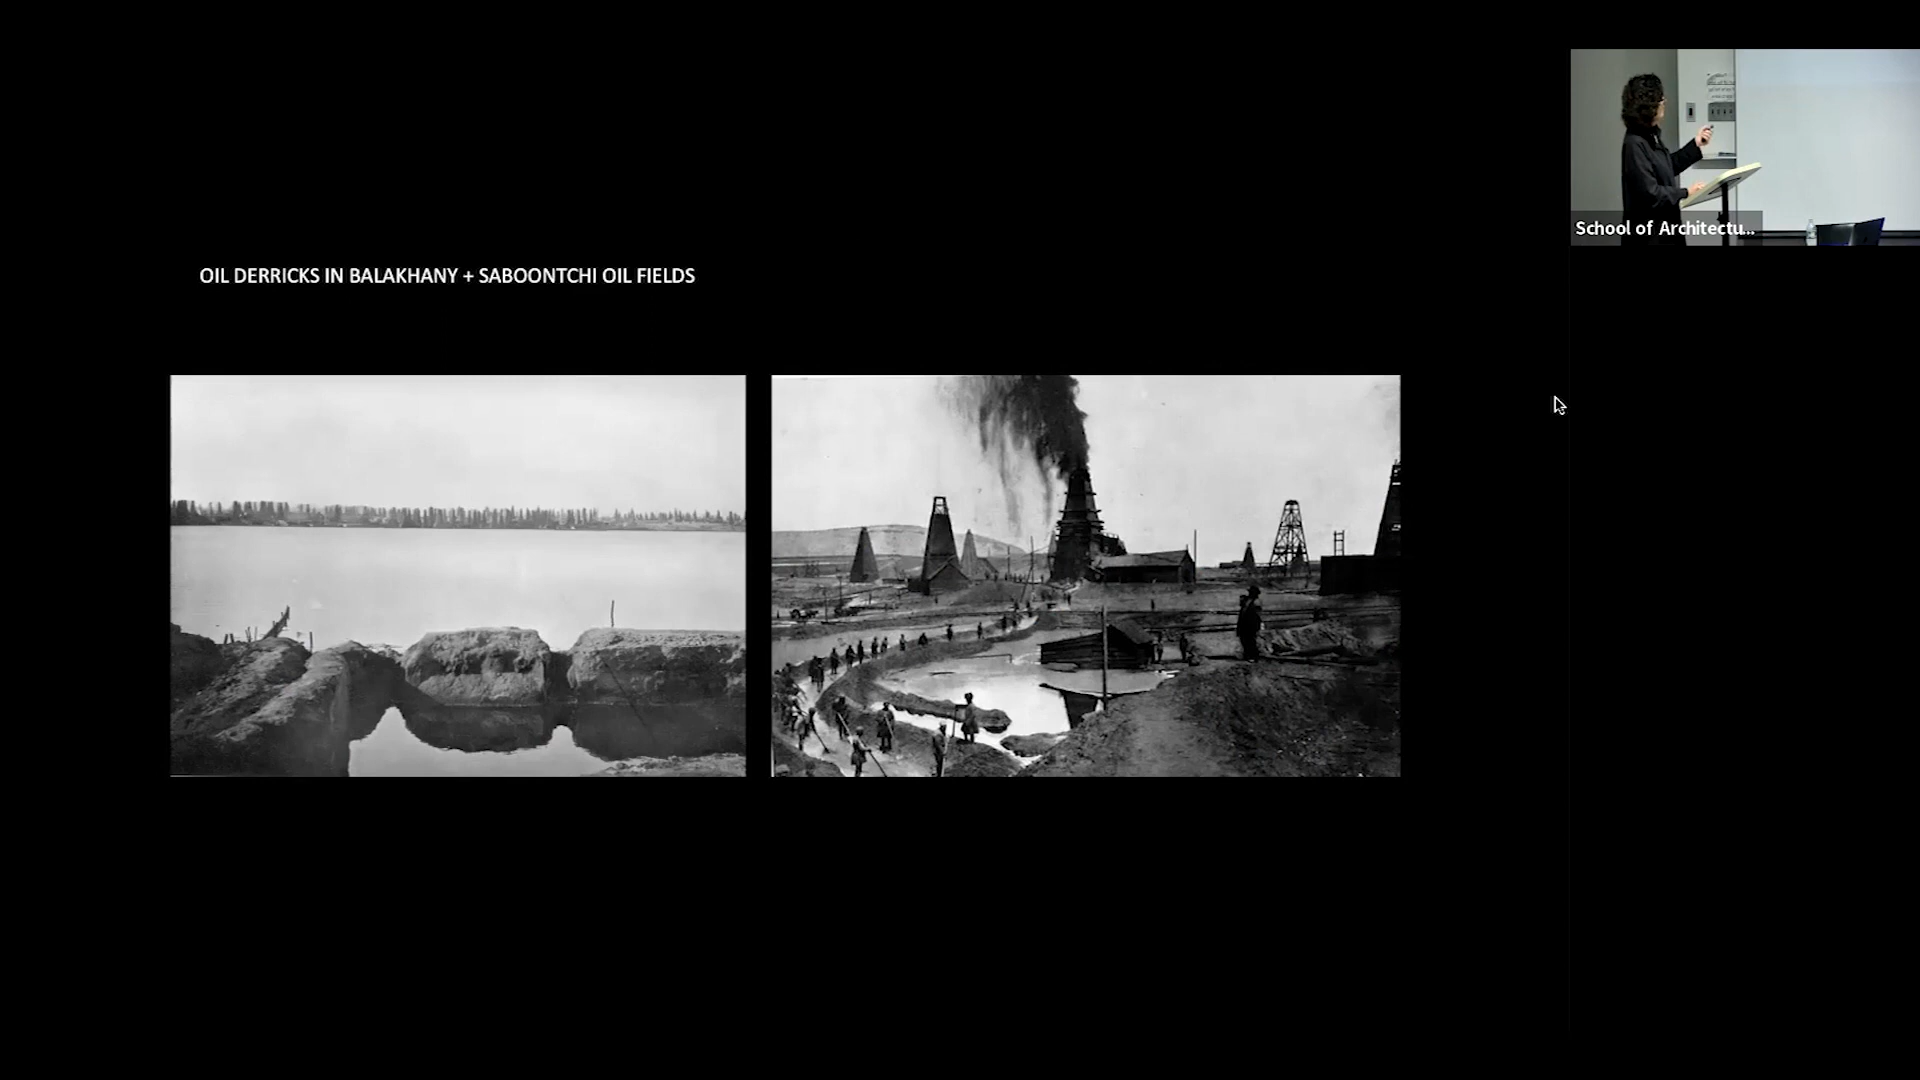 OIL DERRICKS IN BALAKHANY + SABOONTCHI OIL FIELDS
School of Architectu...